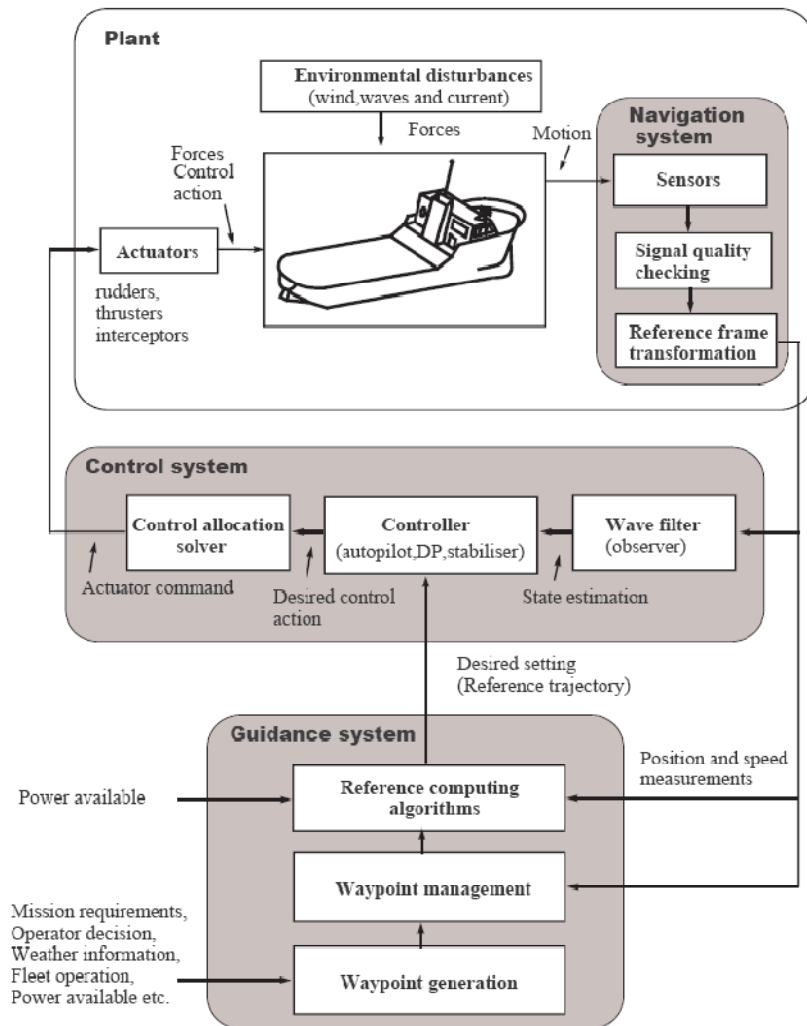 Plant
Environmental disturbances
(wind,waves and current)
Forces
Motion
Navigation
system
Sensors
Signal quality
checking
Reference frame
transformation
Forces
Control
action
Actuators
rudders,
thrusters
interceptors
Control system
Control allocation
solver
Controller
(autopilot,DP,stabiliser)
Wave filter
(observer)
Actuator command
Desired control
action
State estimation
Desired setting
(Reference trajectory)
Guidance system
Power available
Reference computing
algorithms
Position and speed
measurements
Waypoint management
Mission requirements,
Operator decision,
Weather information,
Fleet operation,
Power available etc.
Waypoint generation